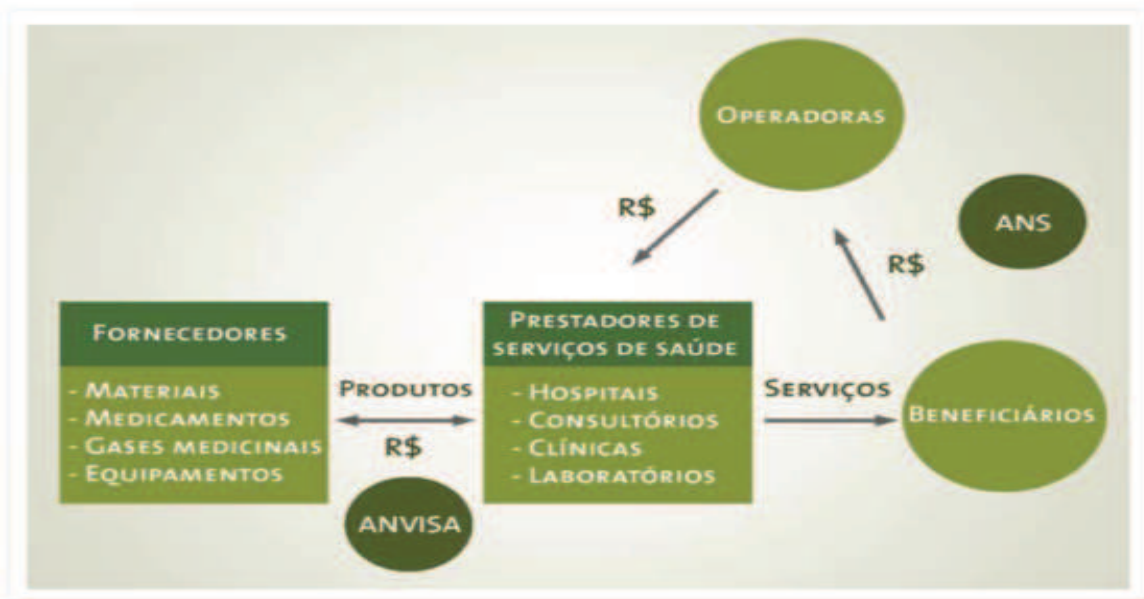 OPERADORAS
R$
ANS
R$
FORNECEDORES
- MATERIAIS
- MEDICAMENTOS
- GASES MEDICINAIS
- EQUIPAMENTOS
PRODUTOS
R$
ANVISA
PRESTADORES DE
SERVIÇOS DE SAÚDE
- HOSPITAIS
- CONSULTÓRIOS
- CLÍNICAS
- LABORATÓRIOS
SERVIÇOS
BENEFICIÁRIOS